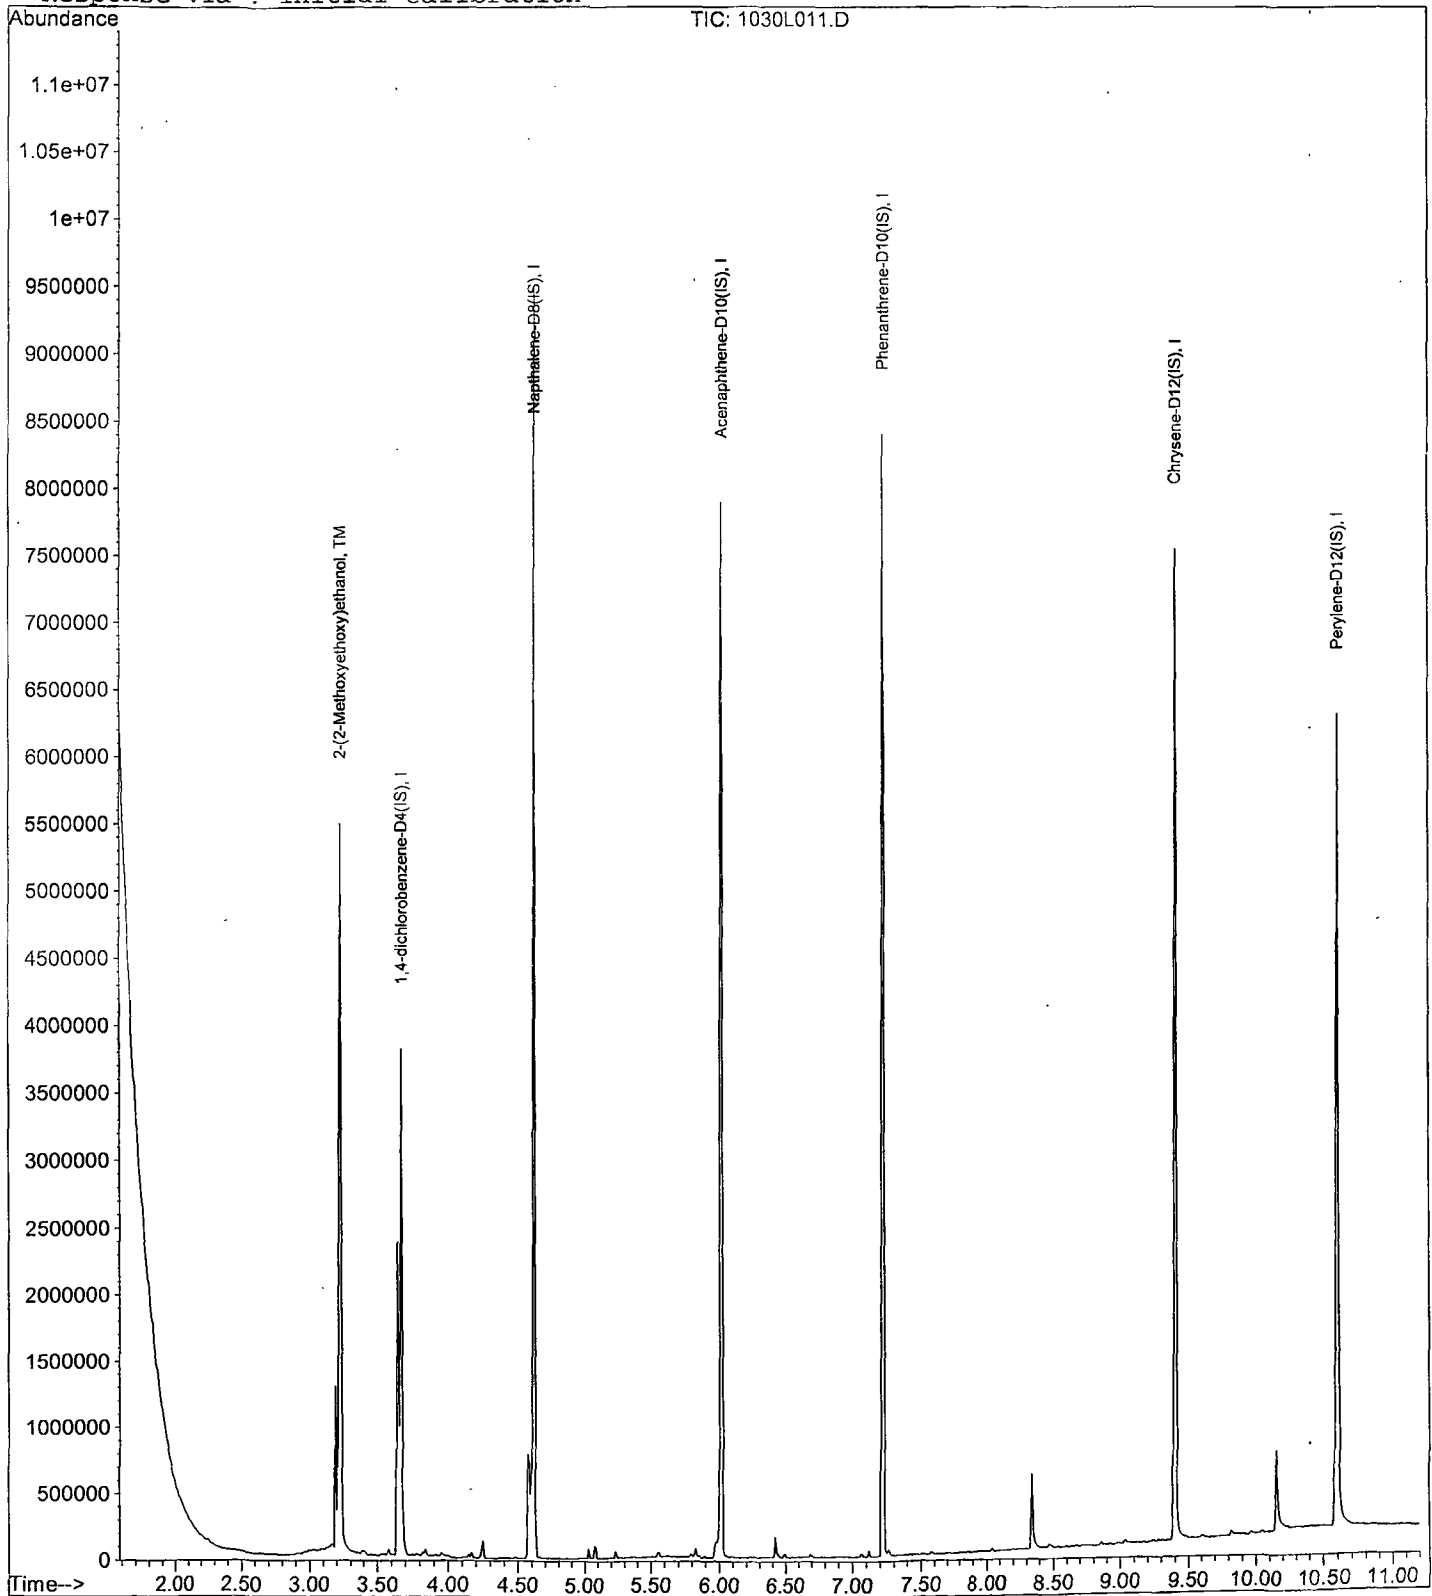 Response via : Initial Calibration
Abundance
TIC: 1030L011.D
1.1e+07
1.05e+07
1e+07
9500000
9000000
8500000
8000000
7500000
7000000
6500000
6000000
5500000
5000000
4500000
4000000
3500000
3000000
2500000
2000000
1500000
1000000
500000
0
2-(2-Methoxyethoxy)ethanol, TM
1,4-dichlorobenzene-D4(IS), I
Napthalene-D8(IS), I
Acenaphthene-D10(IS), I
Phenanthrene-D10(IS), I
Chrysene-D12(IS), I
Perylene-D12(IS), I
Time--> 2.00 2.50 3.00 3.50 4.00 4.50 5.00 5.50 6.00 6.50 7.00 7.50 8.00 8.50 9.00 9.50 10.00 10.50 11.00